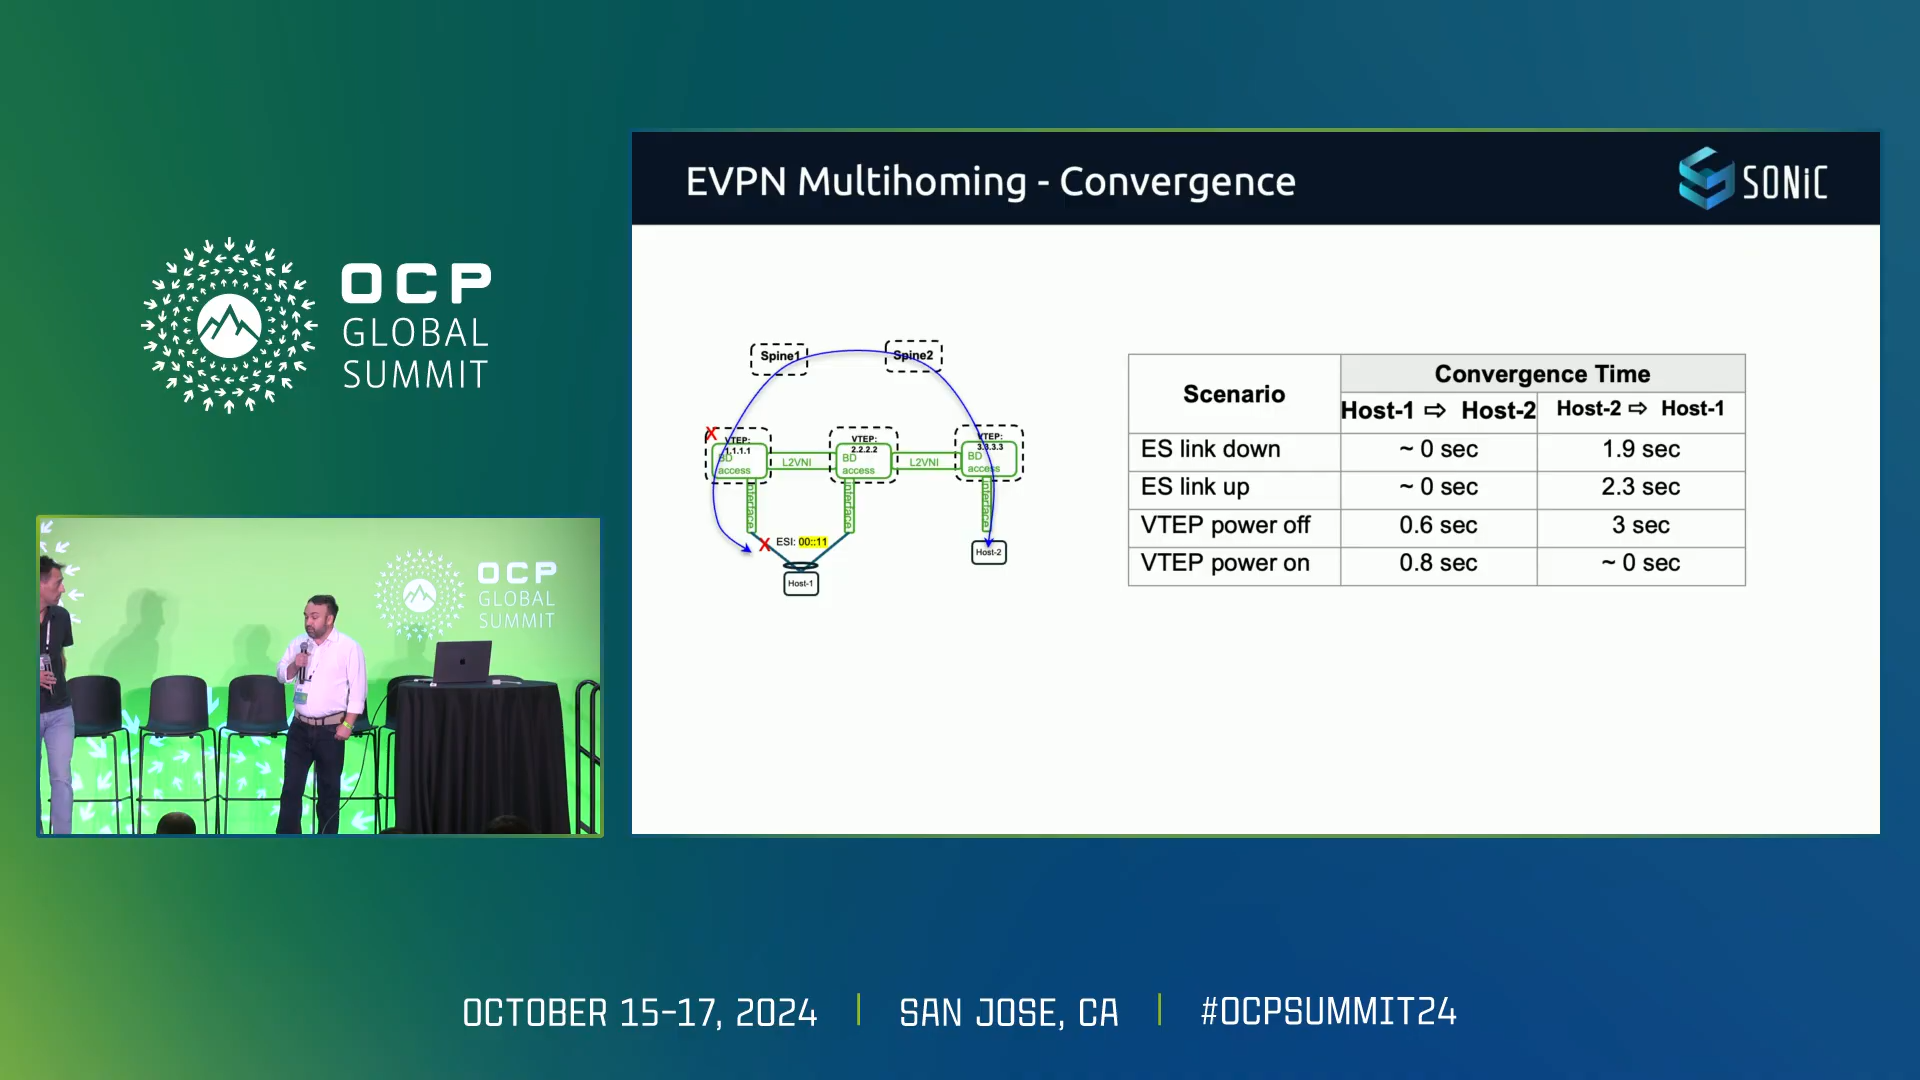 EVPN Multihoming - Convergence
SONiC
OCP
GLOBAL
SUMMIT
Spine1
Spine2
VTEP:
1.1.1.1
BD
access
L2VNI
VTEP:
2.2.2.2
BD
access
L2VNI
VTEP:
3.3.3.3
BD
access
Interface
Interface
Interface
X
X
ESI: 00::11
Host-1
Host-2
Scenario
Convergence Time
Host-1 ⇨ Host-2
Host-2 ⇨ Host-1
ES link down ~ 0 sec 1.9 sec
ES link up ~ 0 sec 2.3 sec
VTEP power off 0.6 sec 3 sec
VTEP power on 0.8 sec ~ 0 sec
OCP
GLOBAL
SUMMIT
OCTOBER 15-17, 2024 | SAN JOSE, CA | #OCPSUMMIT24